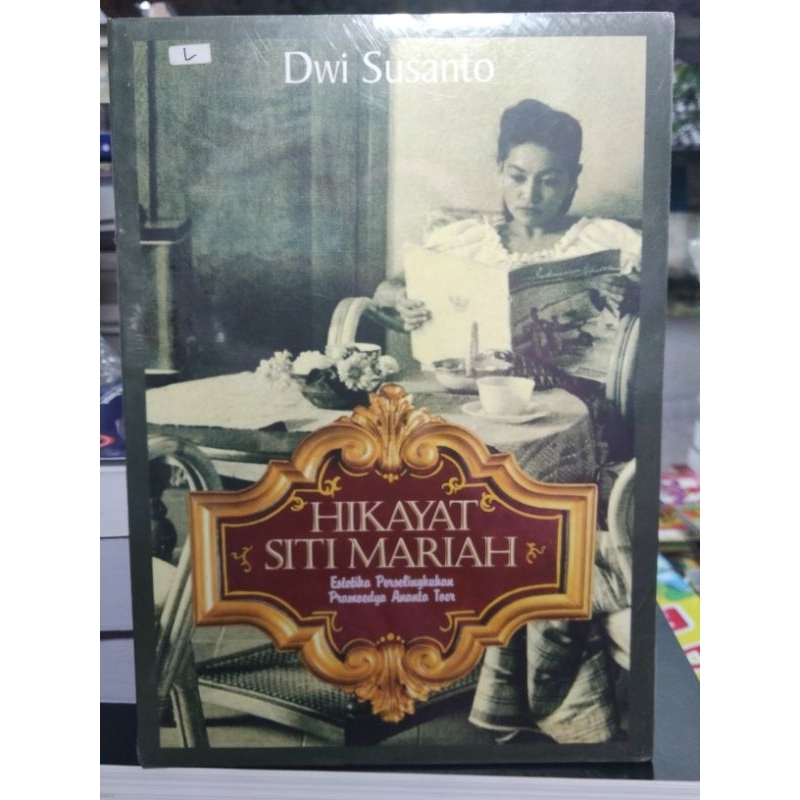 L
Dwi Susanto
HIKAYAT
SITI MARIAH
Estetika Perselingkuhan
Pramoedya Ananta Toer